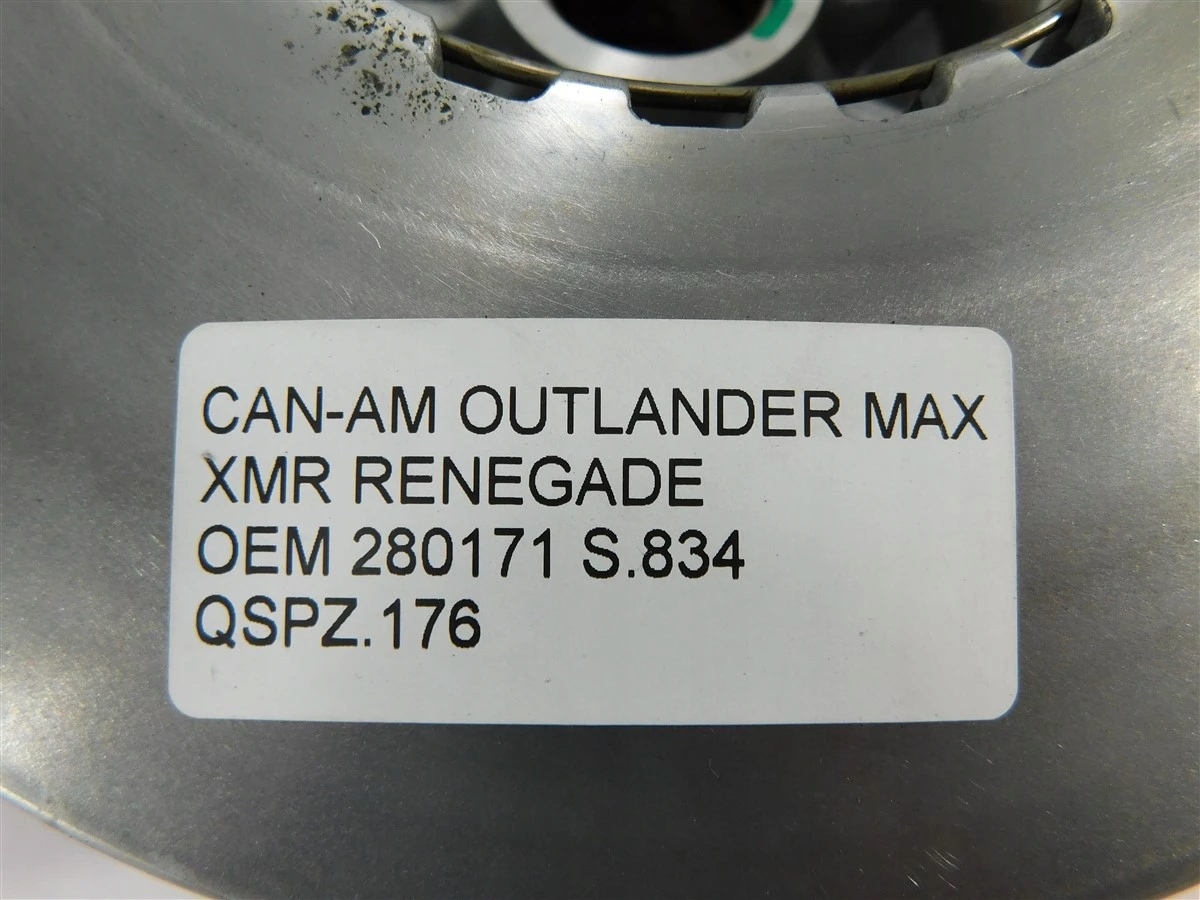 CAN-AM OUTLANDER MAX
XMR RENEGADE
OEM 280171 S.834
QSPZ.176